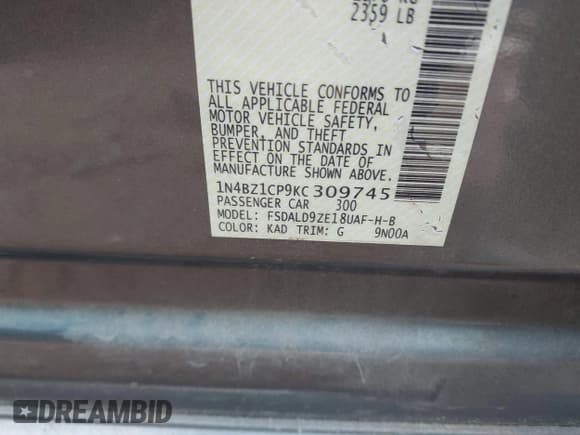 2359 LB
THIS VEHICLE CONFORMS TO
ALL APPLICABLE FEDERAL
MOTOR VEHICLE SAFETY,
BUMPER, AND THEFT
PREVENTION STANDARDS IN
EFFECT ON THE DATE OF
MANUFACTURE SHOWN ABOVE.
1N4BZ1CP9KC309745
PASSENGER CAR 300
MODEL: FSDALD9ZE18UAF-H-B
COLOR: KAD TRIM: G 9N00A
DREAMBID